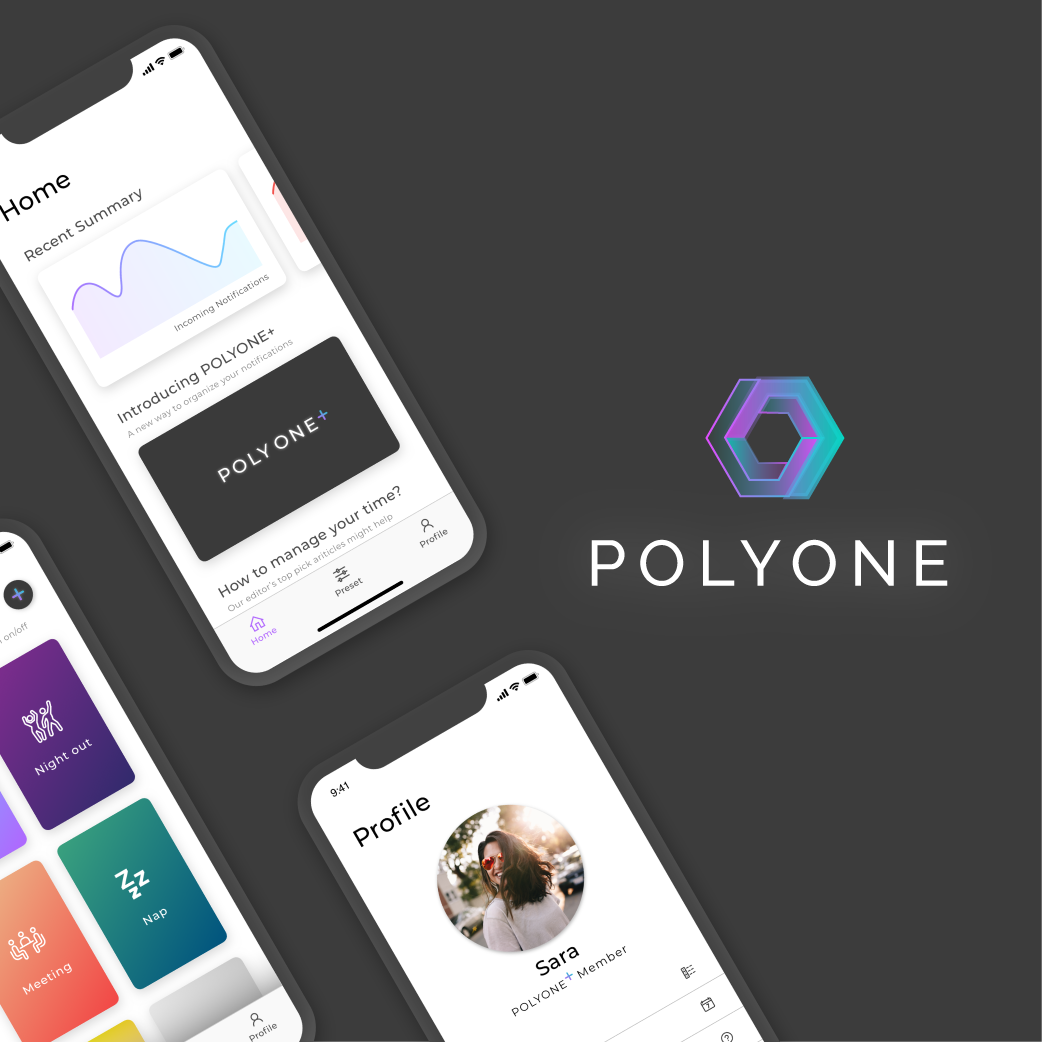 Home
Recent Summary
Incoming Notifications
Introducing POLYONE+
A new way to organize your notifications
POLYONE+
How to manage your time?
Our editor's top pick ariticles might help
Home
Preset
Profile
POLYONE
on/off
Night out
Nap
Meeting
Profile
9:41
Profile
Sara
POLYONE+ Member
7